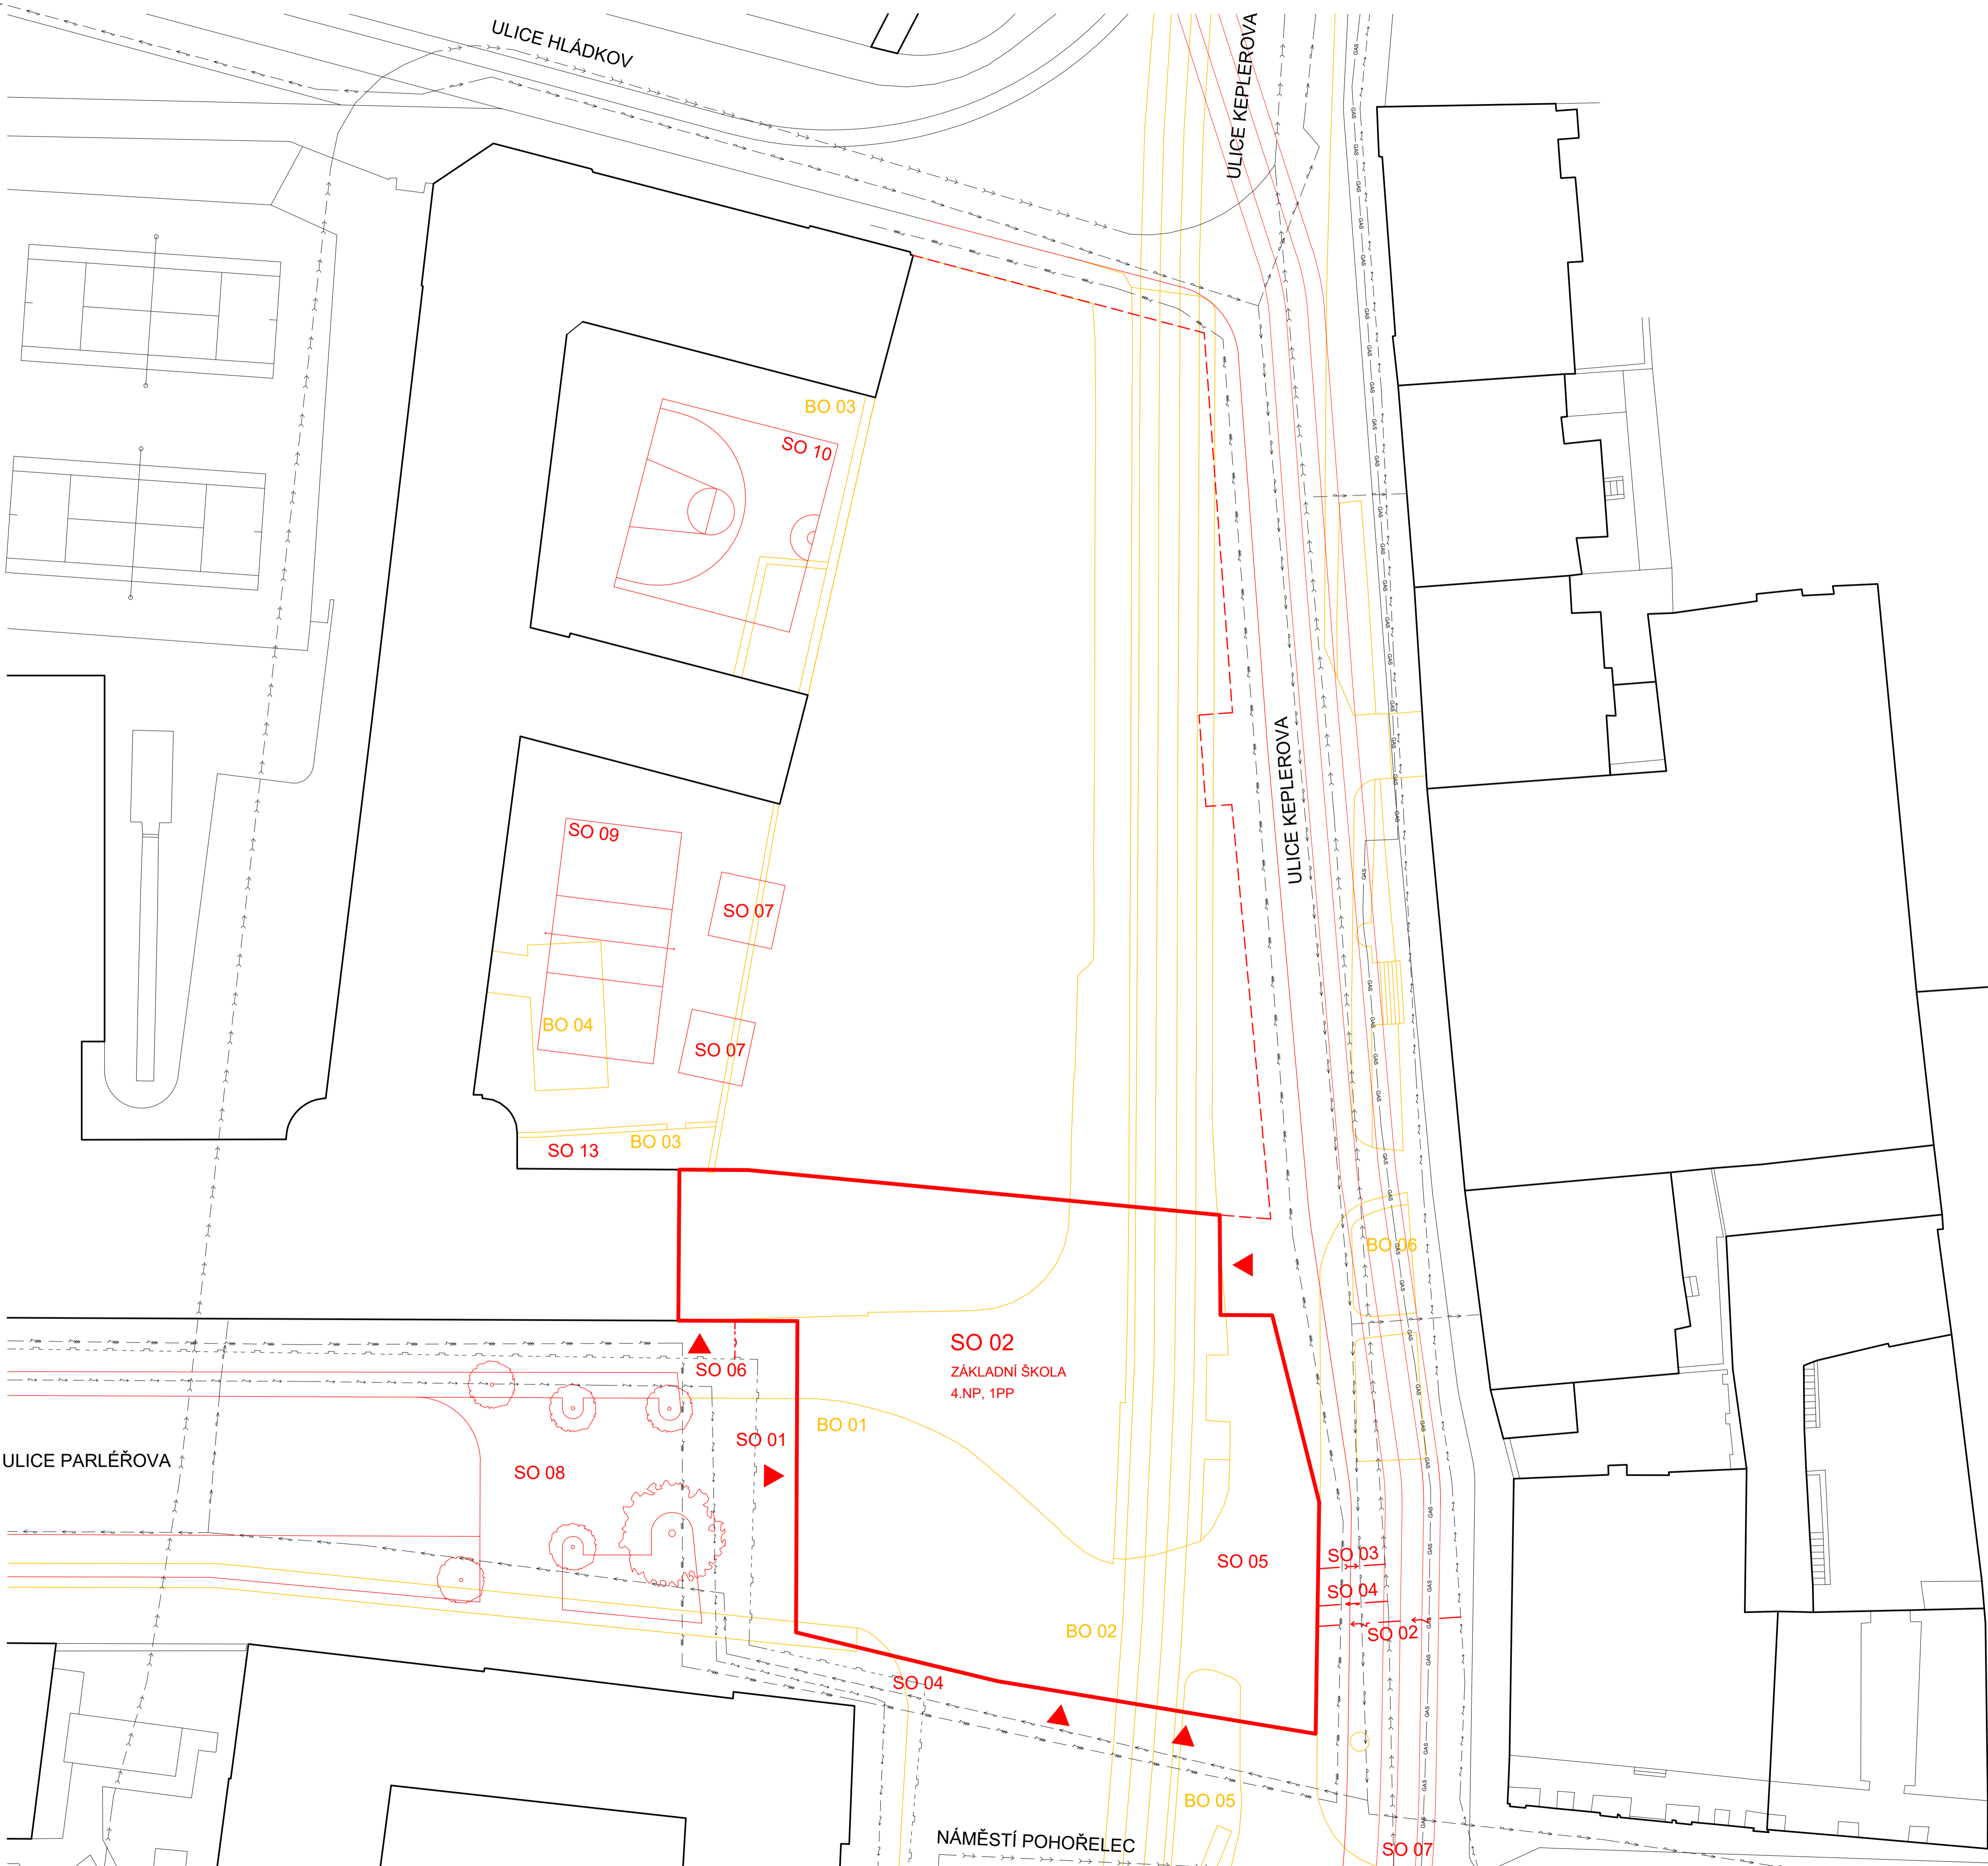 ULICE HLÁDKOV
ULICE KEPLEROVA
BO 03
SO 10
ULICE KEPLEROVA
SO 09
SO 07
BO 04
SO 07
SO 13
BO 03
BO 06
SO 02
ZÁKLADNÍ ŠKOLA
4.NP, 1PP
SO 06
BO 01
SO 01
ULICE PARLÉŘOVA
SO 08
SO 05
SO 03
SO 04
SO 02
BO 02
SO 04
BO 05
NÁMĚSTÍ POHOŘELEC
SO 07
GAS